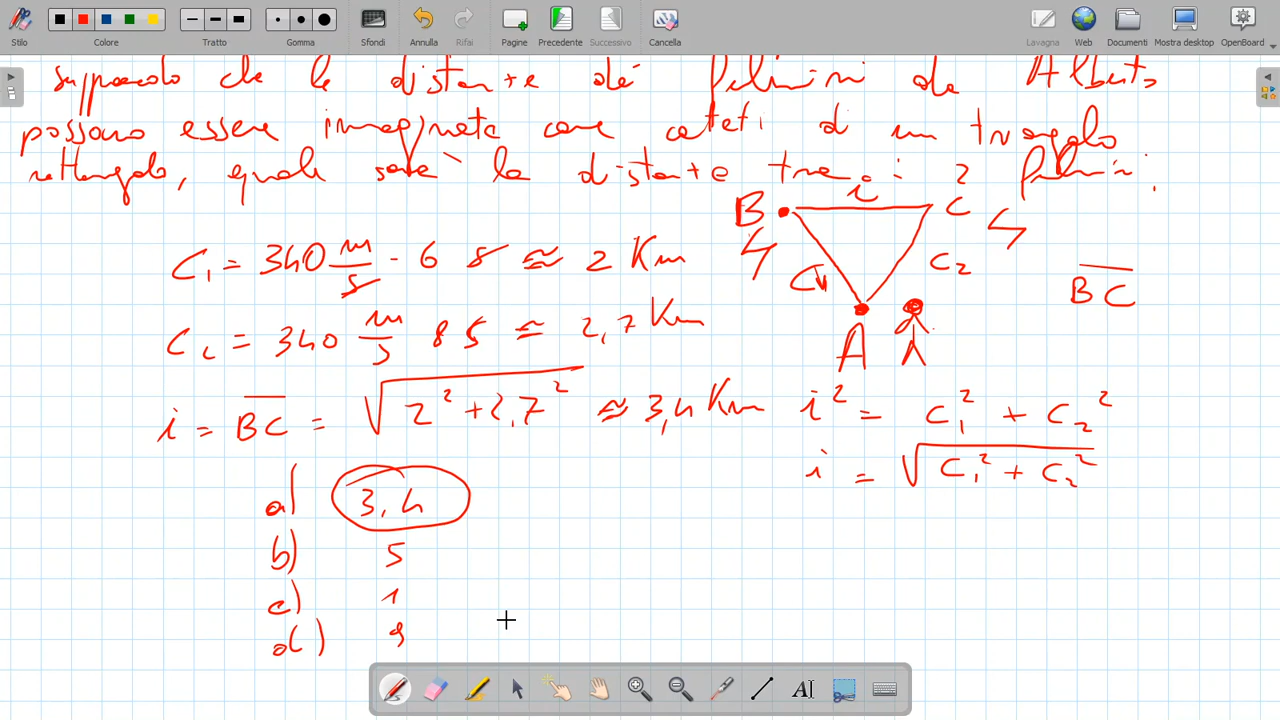 Stilo Colore Tratto Gomma Sfondi Annulla Rifai Pagine Precedente Successivo Cancella Lavagna Web Documenti Mostra desktop OpenBoard
supponendo che le distanze dei fulmini da Alberto
possano essere immaginate come cateti di un triangolo
rettangolo, quale sarà la distanza tra i 2 fulmini.
B i C
C1 = 340 m/s · 6 s ≈ 2 Km
C1 C2
BC
C2 = 340 m/s 8 s ≈ 2,7 Km
A
i = BC = √2² + 2,7² ≈ 3,4 Km
i² = C1² + C2²
i = √C1² + C2²
a) 3,4
b) 5
c) 1
d) 9